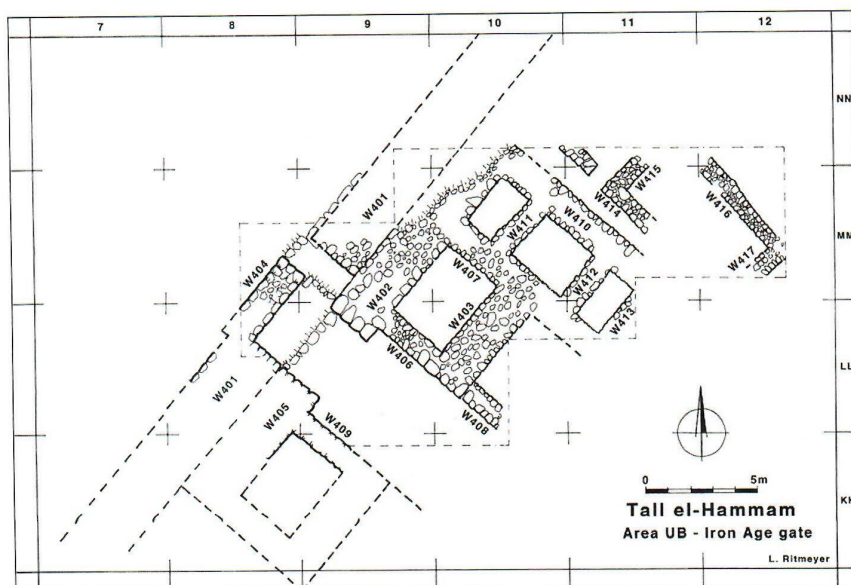 7 8 9 10 11 12
NN
W401
W415
W414
W416
W411
W410
MM
W404
W417
W407
W402
W412
W403
W413
W406
LL
W401
W405
W409
W408
0 5m
KK
Tall el-Hammam
Area UB - Iron Age gate
L. Ritmeyer